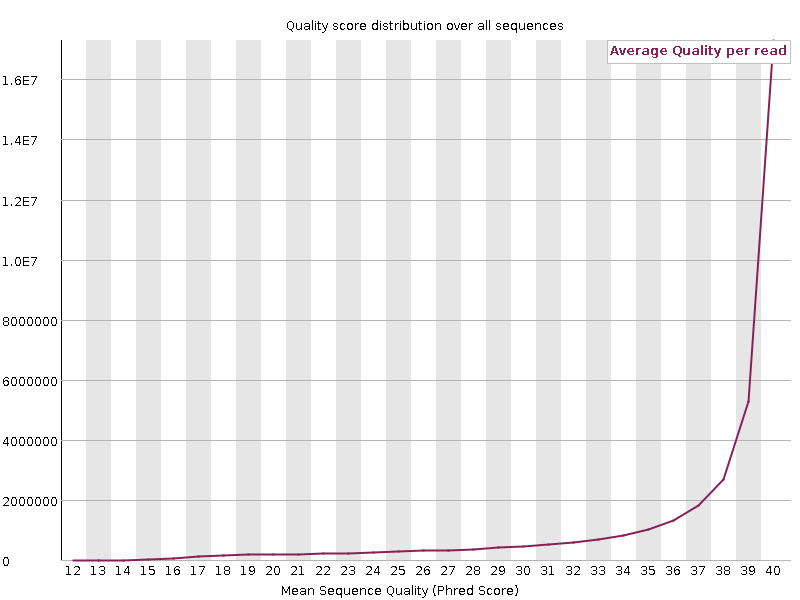 Quality score distribution over all sequences
Average Quality per read
1.6E7
1.4E7
1.2E7
1.0E7
8000000
6000000
4000000
2000000
0
12 13 14 15 16 17 18 19 20 21 22 23 24 25 26 27 28 29 30 31 32 33 34 35 36 37 38 39 40
Mean Sequence Quality (Phred Score)